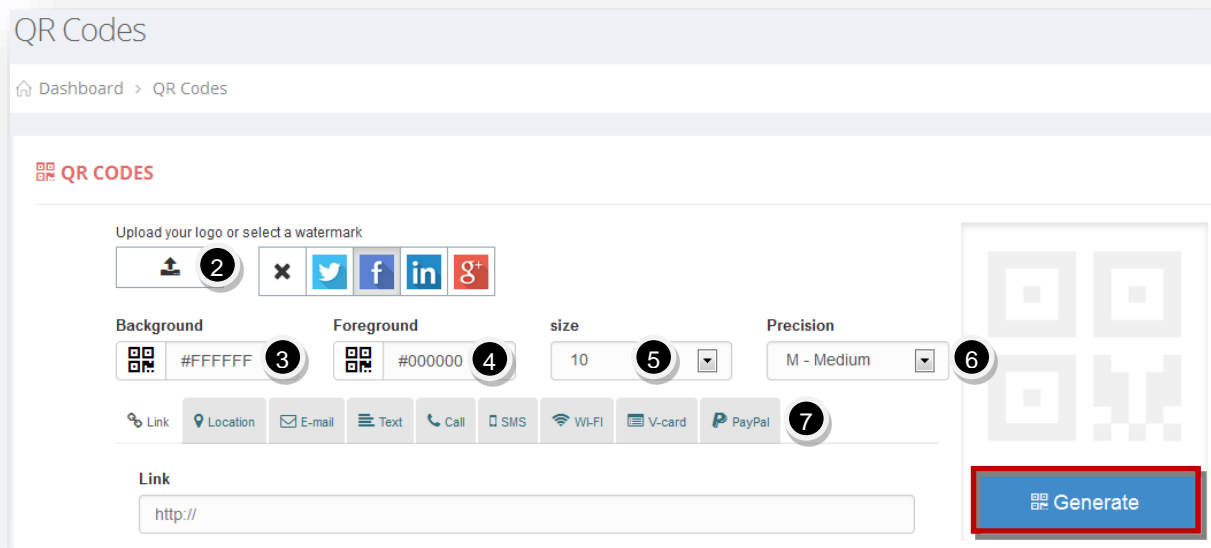 QR Codes
Dashboard > QR Codes
QR CODES
Upload your logo or select a watermark
2
f in g+
Background Foreground size Precision
#FFFFFF 3 #000000 4 10 5 M - Medium 6
Link Location E-mail Text Call SMS WI-FI V-card PayPal 7
Link
http://
Generate